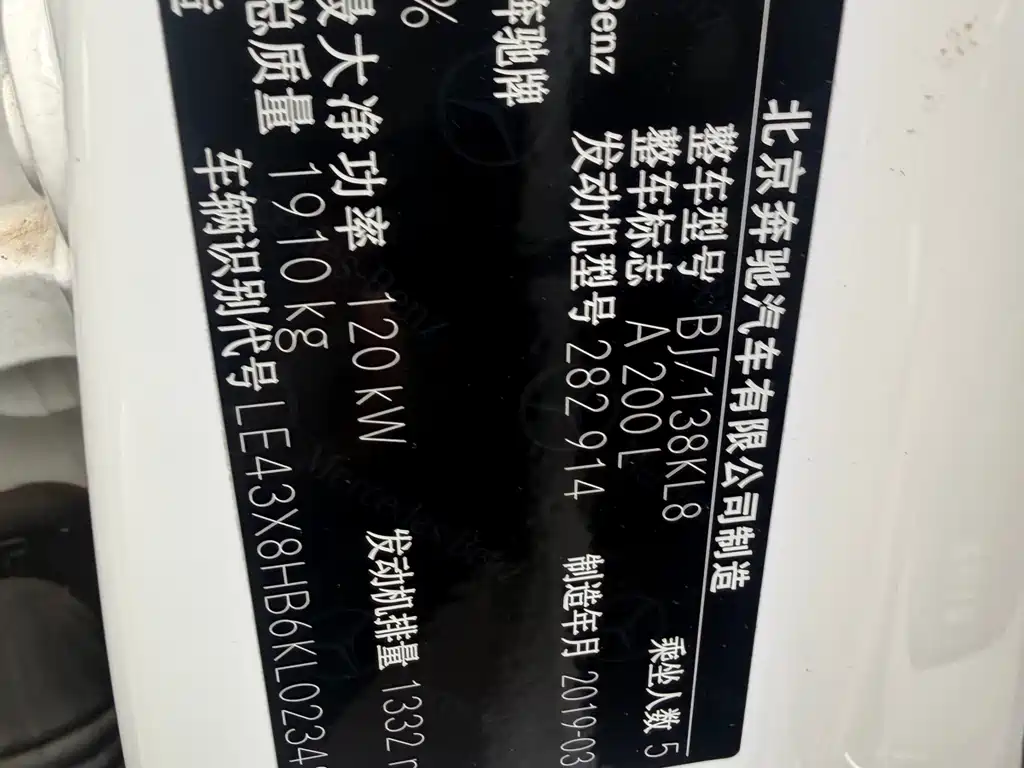 北京奔驰汽车有限公司制造
Benz
整车型号 BJ7138KL8 乘坐人数 5
整车标志 A 200 L
奔驰牌 发动机型号 282 914 制造年月 2019-03
%
最大净功率 120 kW 发动机排量 1332
总质量 1910 kg
车辆识别代号 LE43X8HB6KL0234